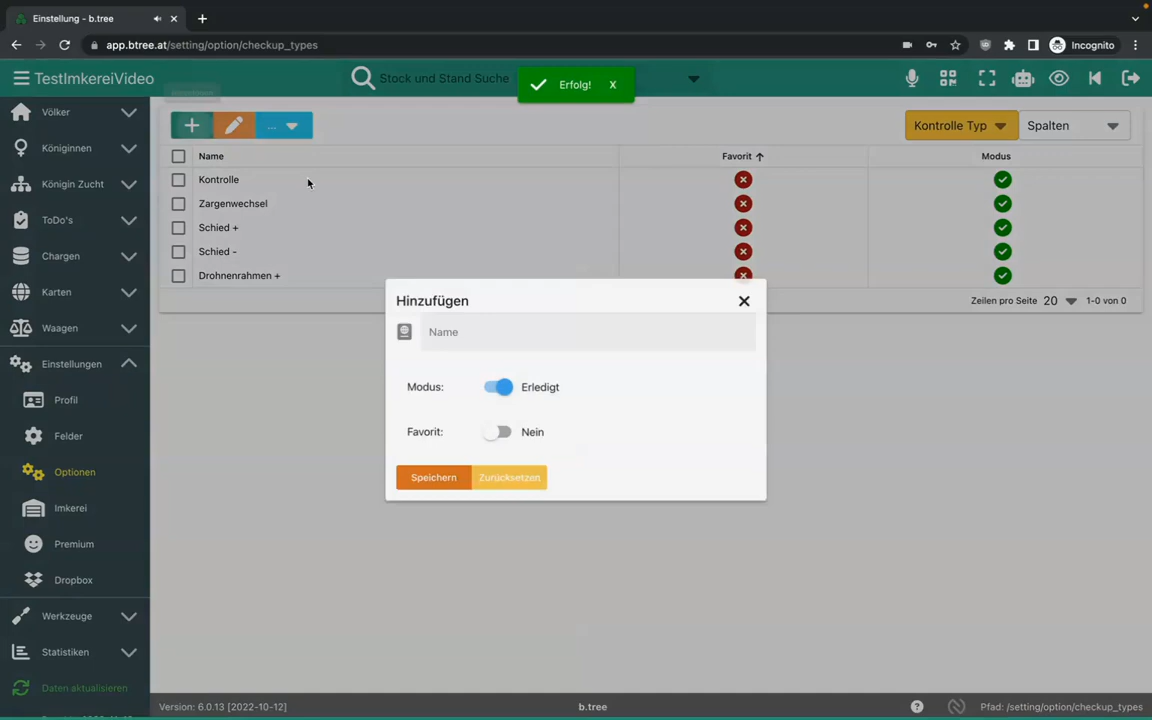 Einstellung - b.tree
app.btree.at/setting/option/checkup_types
Incognito
TestImkereiVideo
Stock und Stand Suche
Erfolg!
X
Völker
Königinnen
Königin Zucht
ToDo's
Chargen
Karten
Waagen
Einstellungen
Profil
Felder
Optionen
Imkerei
Premium
Dropbox
Werkzeuge
Statistiken
Daten aktualisieren
...
Kontrolle Typ
Spalten
Name
Favorit
Modus
Kontrolle
Zargenwechsel
Schied +
Schied -
Drohnenrahmen +
Zeilen pro Seite 20 1-0 von 0
Hinzufügen
Name
Modus: Erledigt
Favorit: Nein
Speichern
Zurücksetzen
Version: 6.0.13 [2022-10-12]
b.tree
Pfad: /setting/option/checkup_types